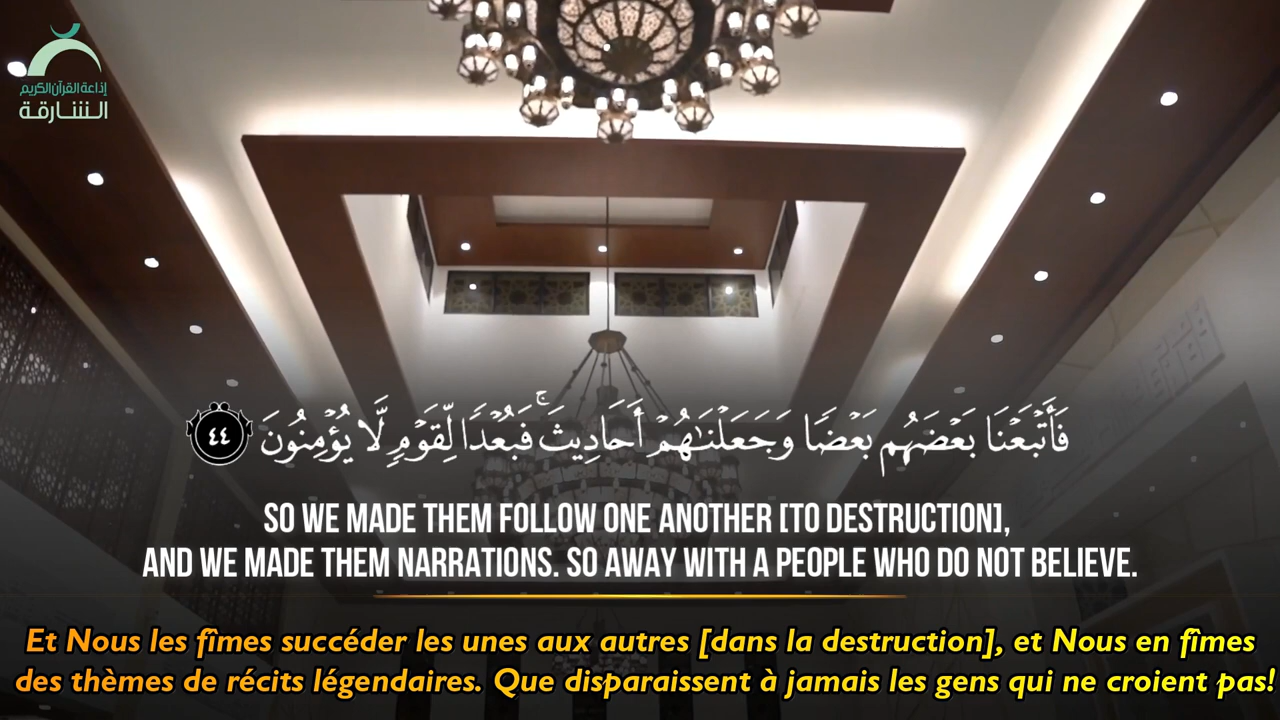 إذاعة القرآن الكريم
الشارقة
فَأَتْبَعْنَا بَعْضَهُم بَعْضًا وَجَعَلْنَٰهُمْ أَحَادِيثَ ۚ فَبُعْدًا لِّقَوْمٍ لَّا يُؤْمِنُونَ ٤٤
SO WE MADE THEM FOLLOW ONE ANOTHER [TO DESTRUCTION],
AND WE MADE THEM NARRATIONS. SO AWAY WITH A PEOPLE WHO DO NOT BELIEVE.
Et Nous les fîmes succéder les unes aux autres [dans la destruction], et Nous en fîmes
des thèmes de récits légendaires. Que disparaissent à jamais les gens qui ne croient pas!